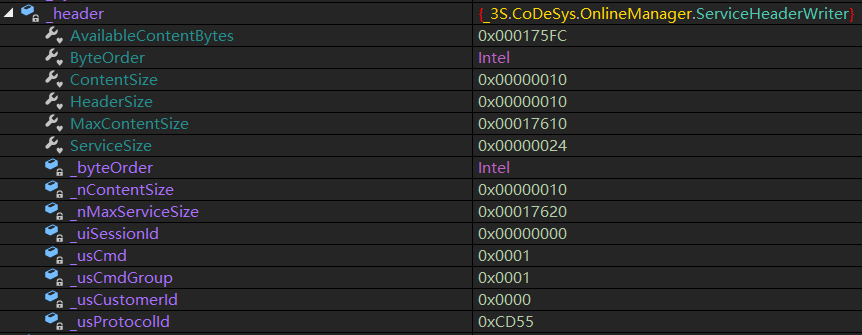 _header {_3S.CoDeSys.OnlineManager.ServiceHeaderWriter}
AvailableContentBytes 0x000175FC
ByteOrder Intel
ContentSize 0x00000010
HeaderSize 0x00000010
MaxContentSize 0x00017610
ServiceSize 0x00000024
_byteOrder Intel
_nContentSize 0x00000010
_nMaxServiceSize 0x00017620
_uiSessionId 0x00000000
_usCmd 0x0001
_usCmdGroup 0x0001
_usCustomerId 0x0000
_usProtocolId 0xCD55